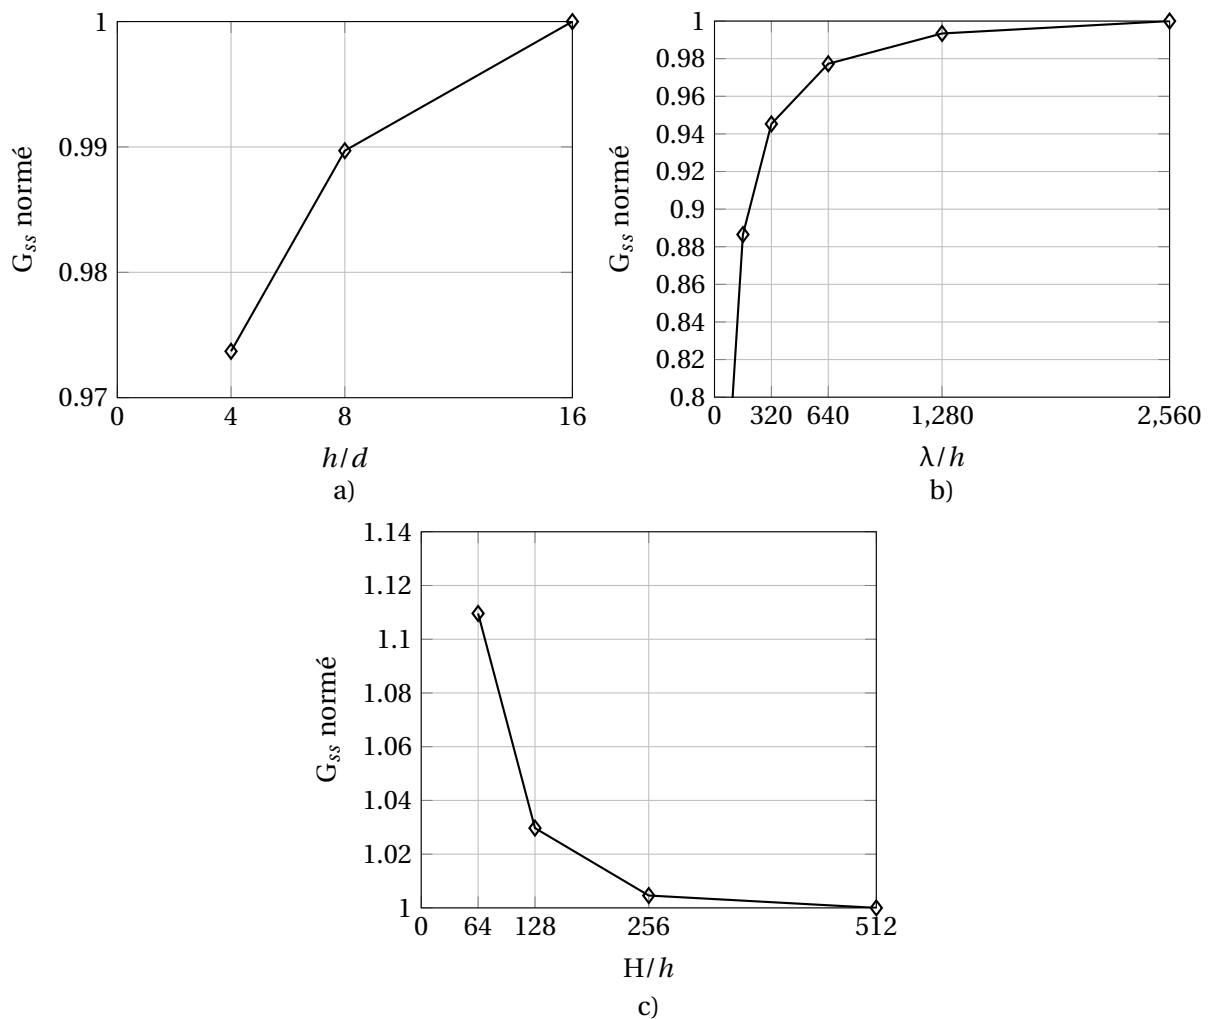 1
0.99
0.98
0.97
0 4 8 16
G_ss normé
h/d
a)
1
0.98
0.96
0.94
0.92
0.9
0.88
0.86
0.84
0.82
0.8
0 320 640 1,280 2,560
G_ss normé
λ/h
b)
1.14
1.12
1.1
1.08
1.06
1.04
1.02
1
0 64 128 256 512
G_ss normé
H/h
c)